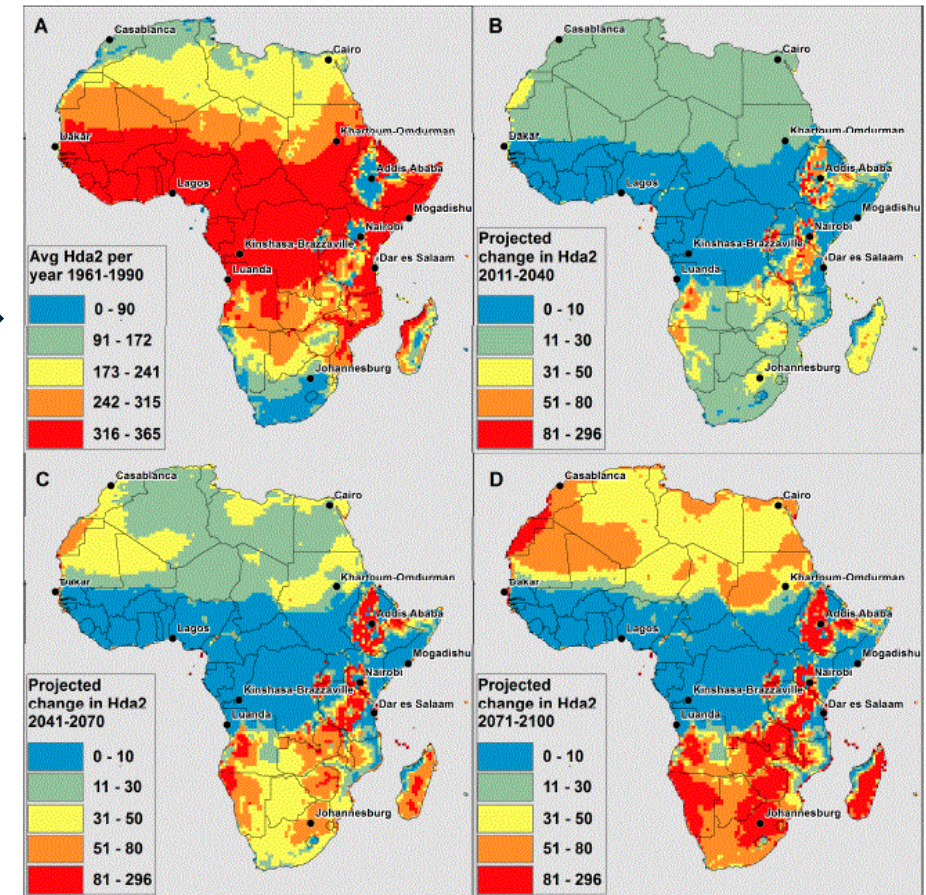 A
Casablanca
Cairo
Dakar
Khartoum-Omdurman
Addis Ababa
Lagos
Mogadishu
Nairobi
Kinshasa-Brazzaville
Dar es Salaam
Luanda
Johannesburg
Avg Hda2 per
year 1961-1990
0 - 90
91 - 172
173 - 241
242 - 315
316 - 365
B
Casablanca
Cairo
Dakar
Khartoum-Omdurman
Addis Ababa
Lagos
Mogadishu
Nairobi
Kinshasa-Brazzaville
Dar es Salaam
Luanda
Johannesburg
Projected
change in Hda2
2011-2040
0 - 10
11 - 30
31 - 50
51 - 80
81 - 296
C
Casablanca
Cairo
Dakar
Khartoum-Omdurman
Addis Ababa
Lagos
Mogadishu
Nairobi
Kinshasa-Brazzaville
Dar es Salaam
Luanda
Johannesburg
Projected
change in Hda2
2041-2070
0 - 10
11 - 30
31 - 50
51 - 80
81 - 296
D
Casablanca
Cairo
Dakar
Khartoum-Omdurman
Addis Ababa
Lagos
Mogadishu
Nairobi
Kinshasa-Brazzaville
Dar es Salaam
Luanda
Johannesburg
Projected
change in Hda2
2071-2100
0 - 10
11 - 30
31 - 50
51 - 80
81 - 296